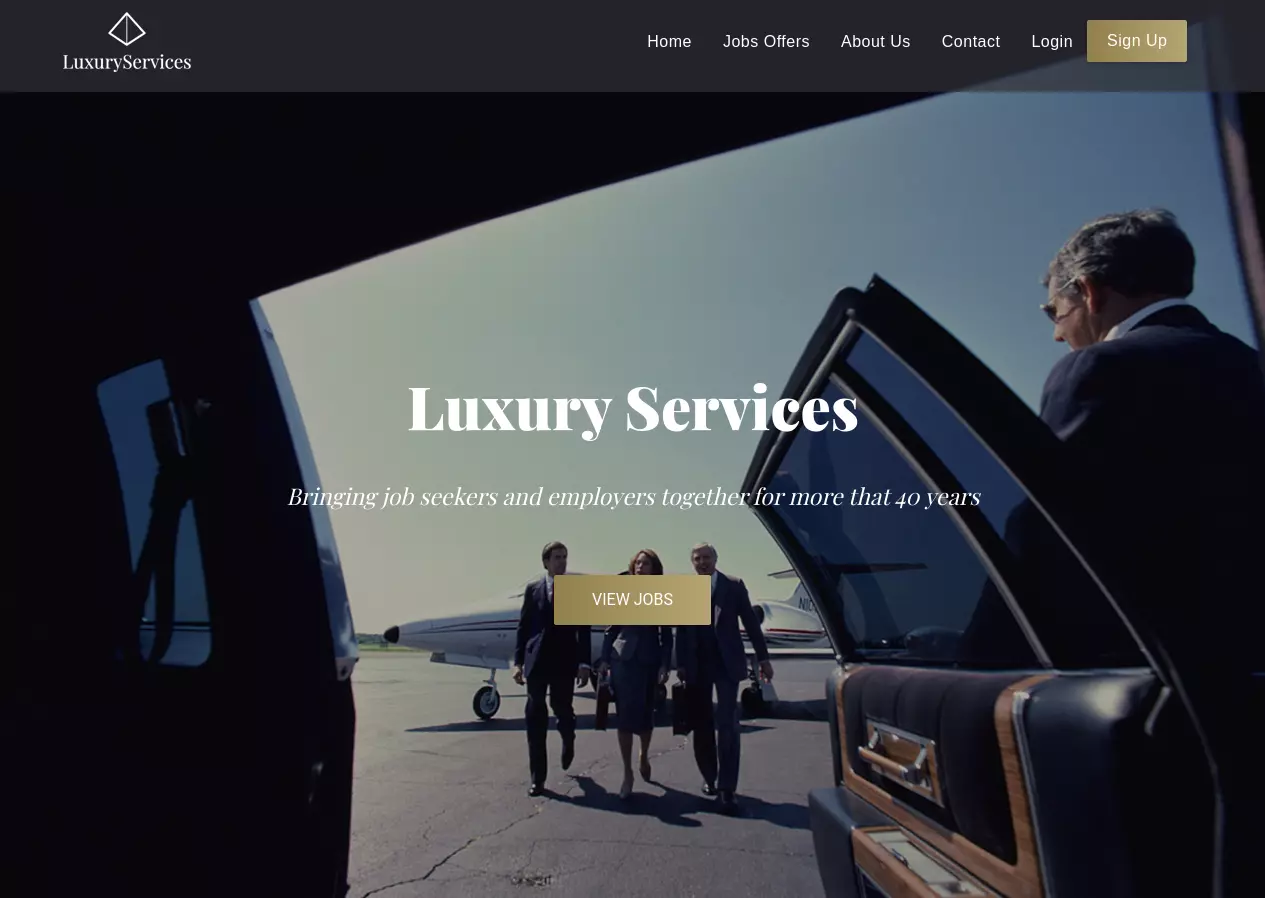 LuxuryServices
Home Jobs Offers About Us Contact Login Sign Up
Luxury Services
Bringing job seekers and employers together for more that 40 years
VIEW JOBS